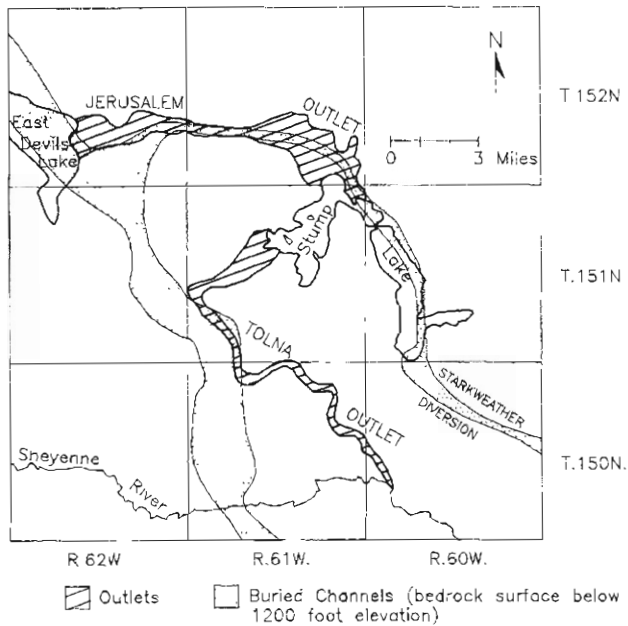 N
T 152N
JERUSALEM
OUTLET
East
Devils
Lake
0 3 Miles
Stump
Lake
T.151N
TOLNA
STARKWEATHER
DIVERSION
OUTLET
Sheyenne
River
T.150N.
R 62W R.61W. R.60W.
Outlets Buried Channels (bedrock surface below
1200 foot elevation)